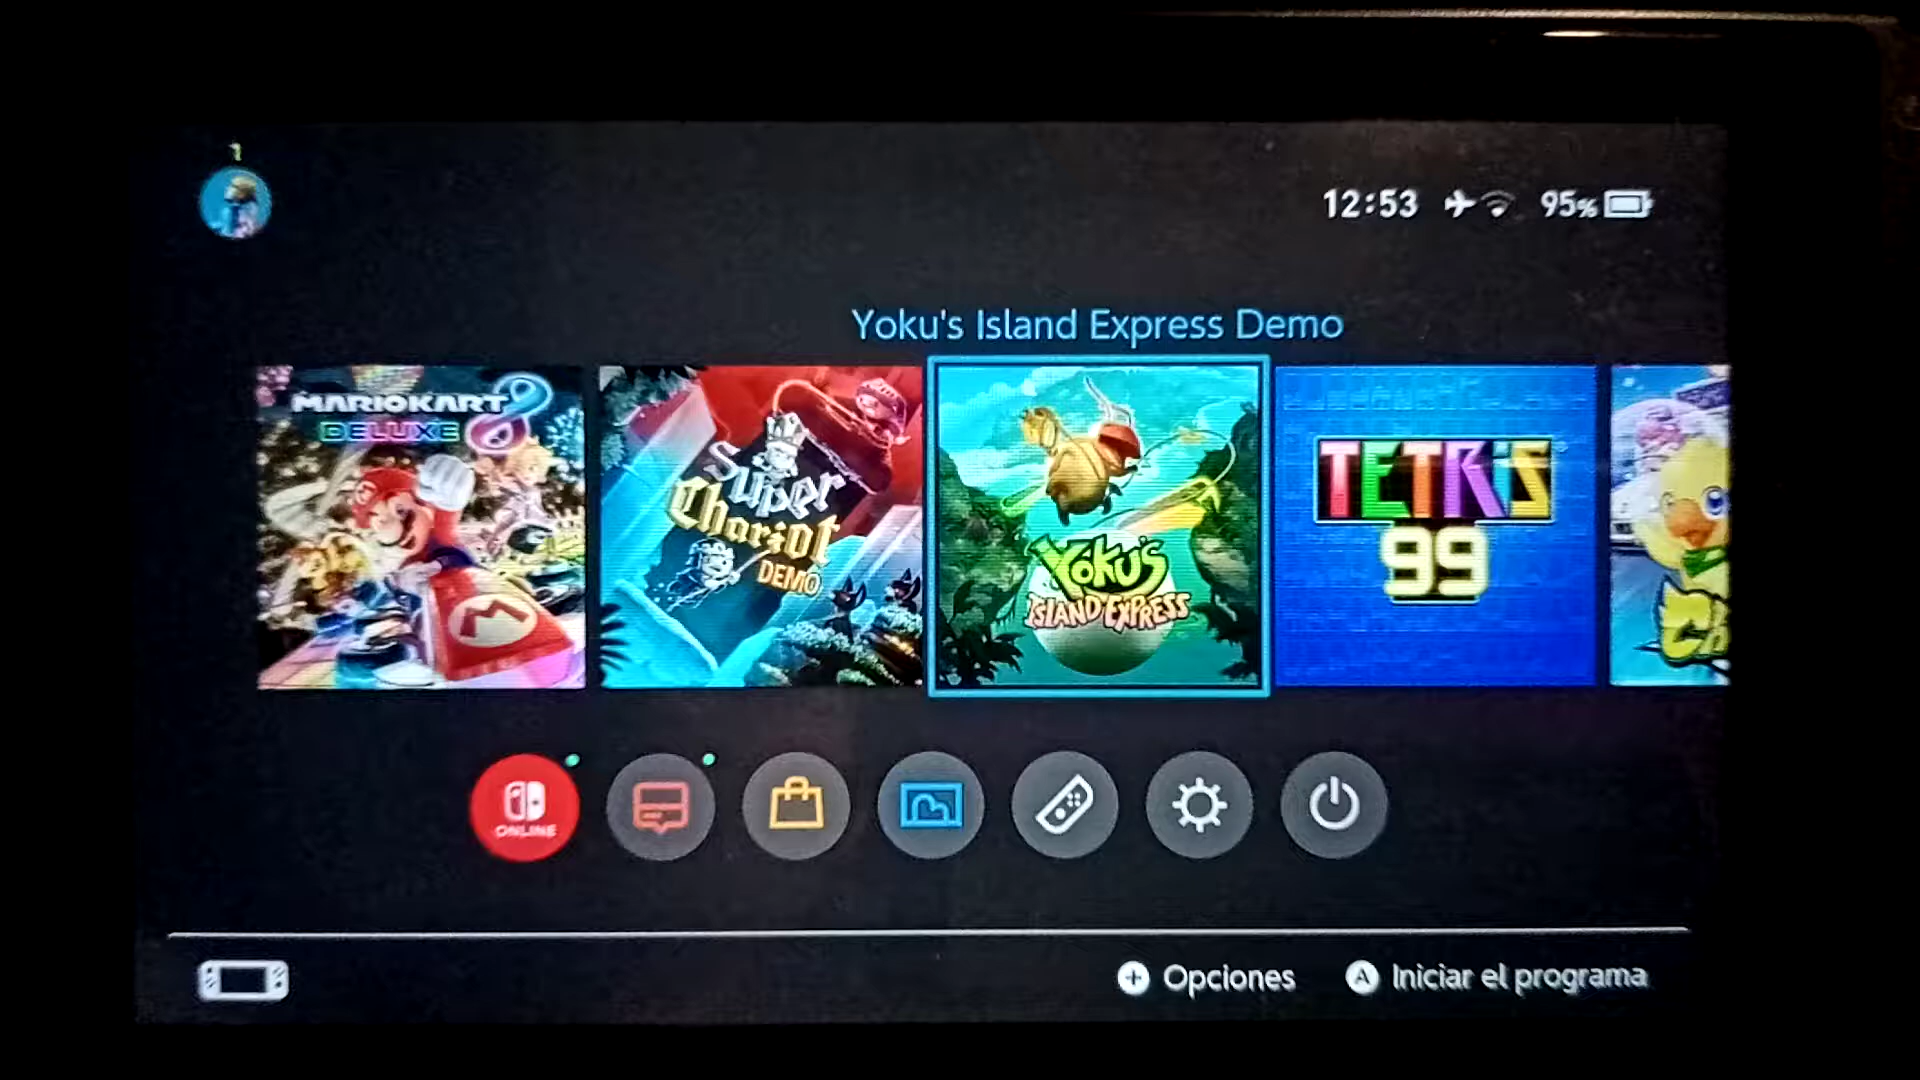 1
12:53 95%
Yoku's Island Express Demo
MARIOKART 8
DELUXE
Super
Chariot
DEMO
YOKU'S
ISLAND EXPRESS
TETRIS
99
Ch
ONLINE
Opciones
A Iniciar el programa